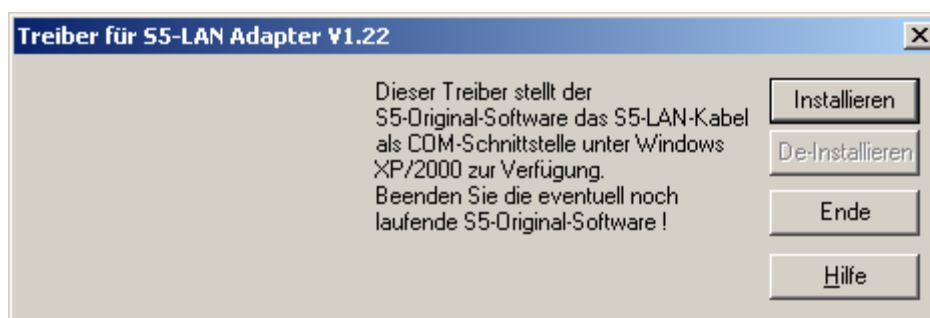 Treiber für S5-LAN Adapter V1.22
Dieser Treiber stellt der
S5-Original-Software das S5-LAN-Kabel
als COM-Schnittstelle unter Windows
XP/2000 zur Verfügung.
Beenden Sie die eventuell noch
laufende S5-Original-Software !
Installieren
De-Installieren
Ende
Hilfe